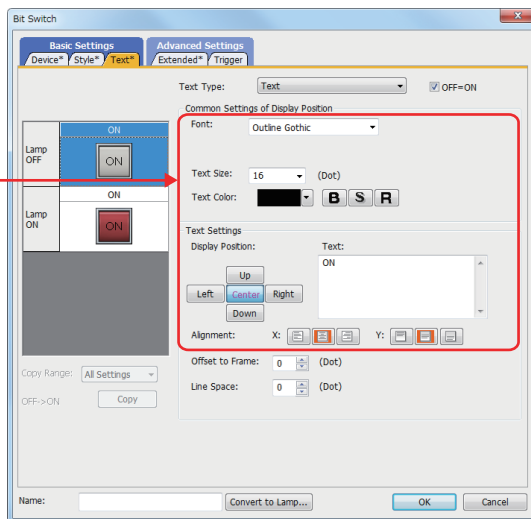 Bit Switch
Basic Settings
Advanced Settings
Device* Style* Text* Extended* Trigger
Text Type: Text OFF=ON
Common Settings of Display Position
Font: Outline Gothic
Text Size: 16 (Dot)
Text Color: B S R
Lamp OFF
ON
ON
Lamp ON
ON
ON
Text Settings
Display Position: Text:
ON
Up
Left Center Right
Down
Alignment: X: Y:
Offset to Frame: 0 (Dot)
Line Space: 0 (Dot)
Copy Range: All Settings
OFF->ON Copy
Name: Convert to Lamp... OK Cancel